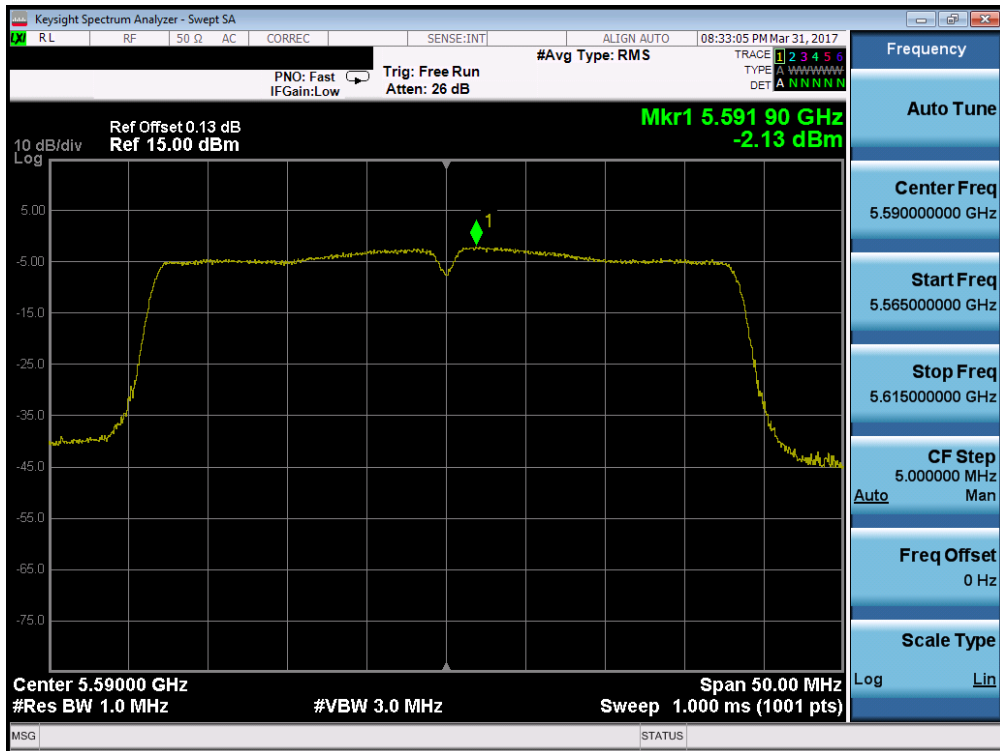 Keysight Spectrum Analyzer - Swept SA
LXI RL RF 50 Ω AC CORREC SENSE:INT ALIGN AUTO 08:33:05 PM Mar 31, 2017
#Avg Type: RMS TRACE 1 2 3 4 5 6
PNO: Fast Trig: Free Run TYPE A WWWWW
IFGain:Low Atten: 26 dB DET A N N N N N
Mkr1 5.591 90 GHz
-2.13 dBm
Ref Offset 0.13 dB
10 dB/div Ref 15.00 dBm
Log
1
5.00
-5.00
-15.0
-25.0
-35.0
-45.0
-55.0
-65.0
-75.0
Center 5.59000 GHz Span 50.00 MHz
#Res BW 1.0 MHz #VBW 3.0 MHz Sweep 1.000 ms (1001 pts)
MSG STATUS
Frequency
Auto Tune
Center Freq
5.590000000 GHz
Start Freq
5.565000000 GHz
Stop Freq
5.615000000 GHz
CF Step
5.000000 MHz
Auto Man
Freq Offset
0 Hz
Scale Type
Log Lin